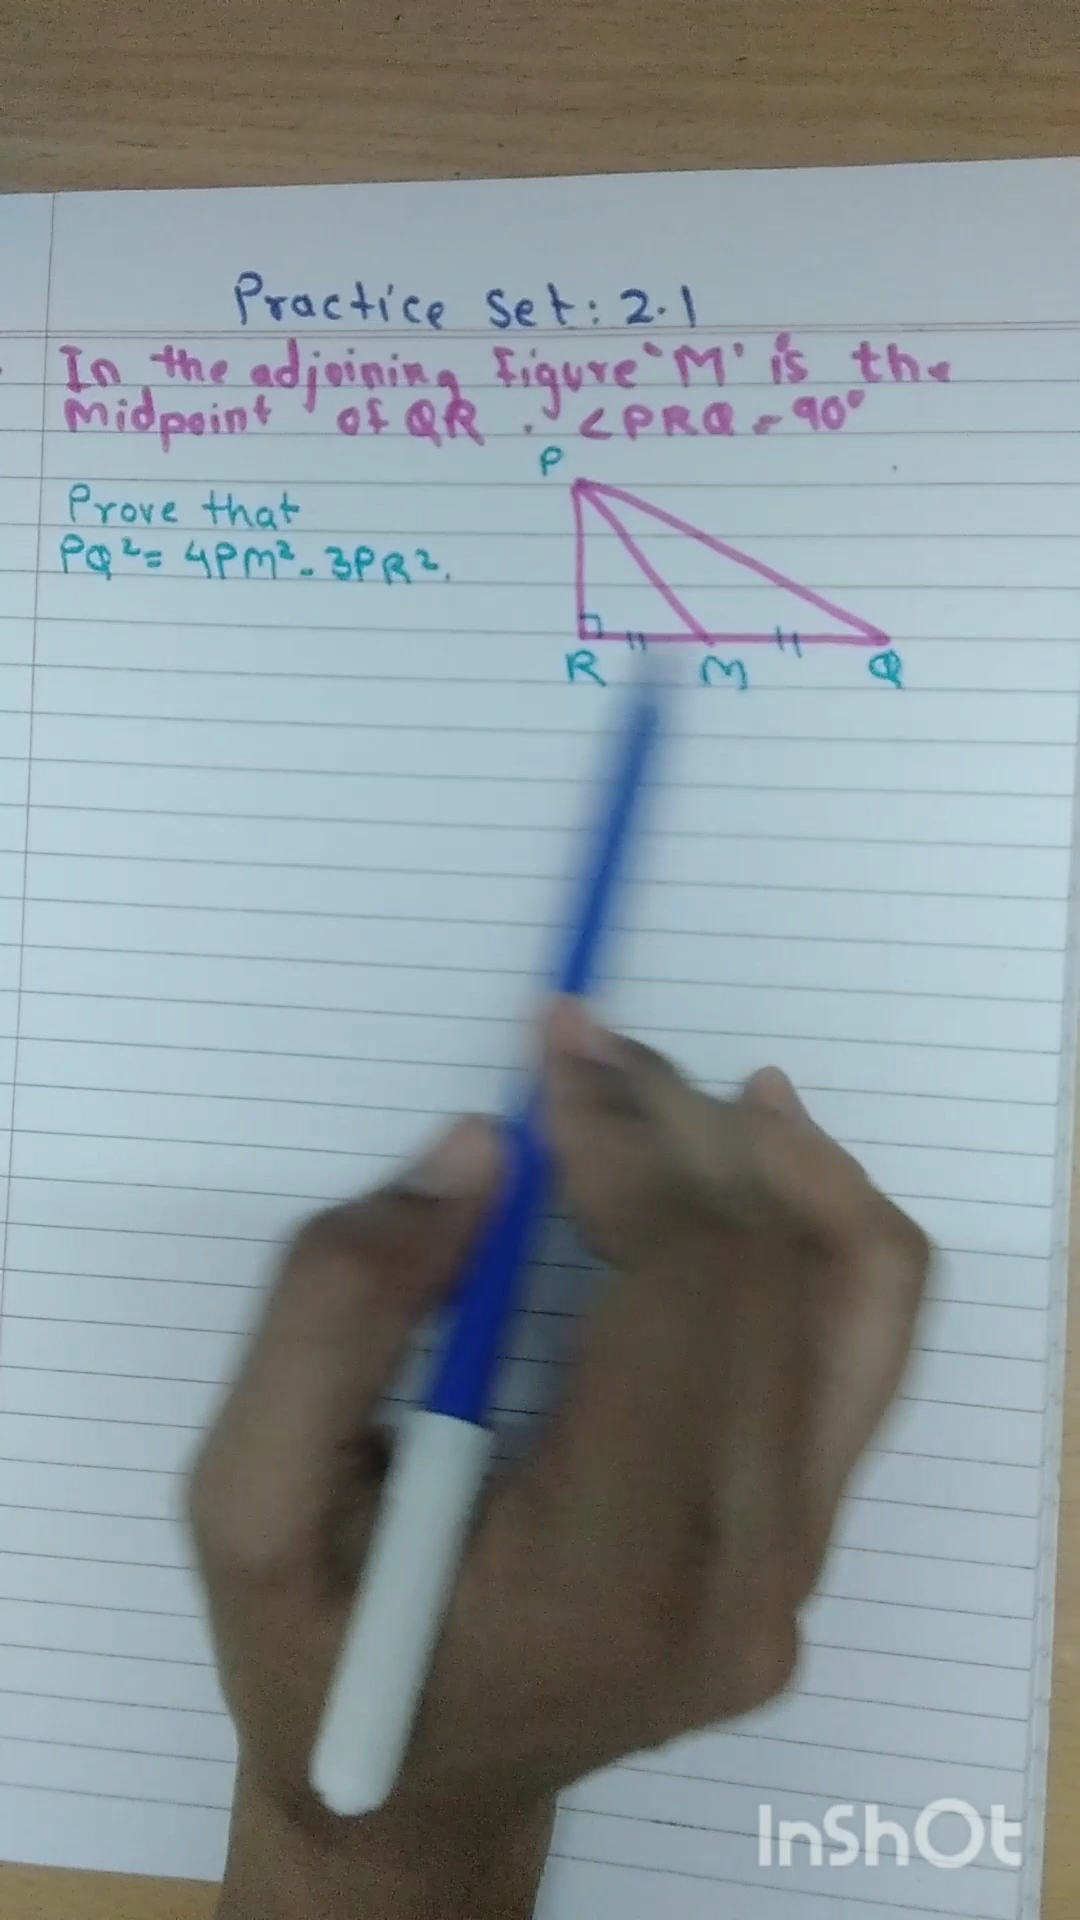 Practice Set: 2.1
In the adjoining figure 'M' is the
midpoint of QR . <PRQ = 90°
P
Prove that
PQ²= 4PM² - 3PR².
R M Q
InShOt